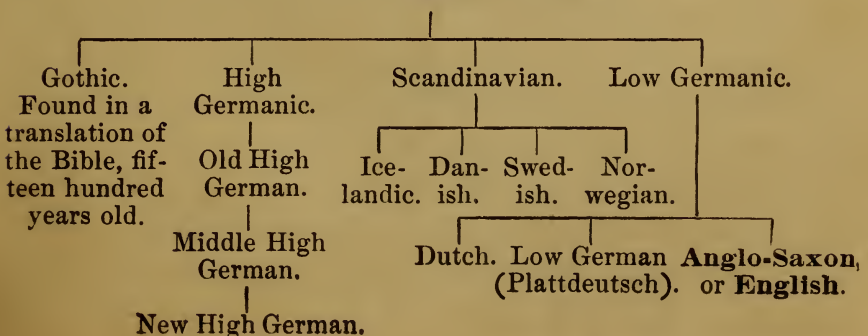 Gothic.
Found in a
translation of
the Bible, fif-
teen hundred
years old.
High
Germanic.
Old High
German.
Middle High
German.
New High German.
Scandinavian.
Ice-
landic.
Dan-
ish.
Swed-
ish.
Nor-
wegian.
Low Germanic.
Dutch.
Low German
(Plattdeutsch).
Anglo-Saxon,
or English.